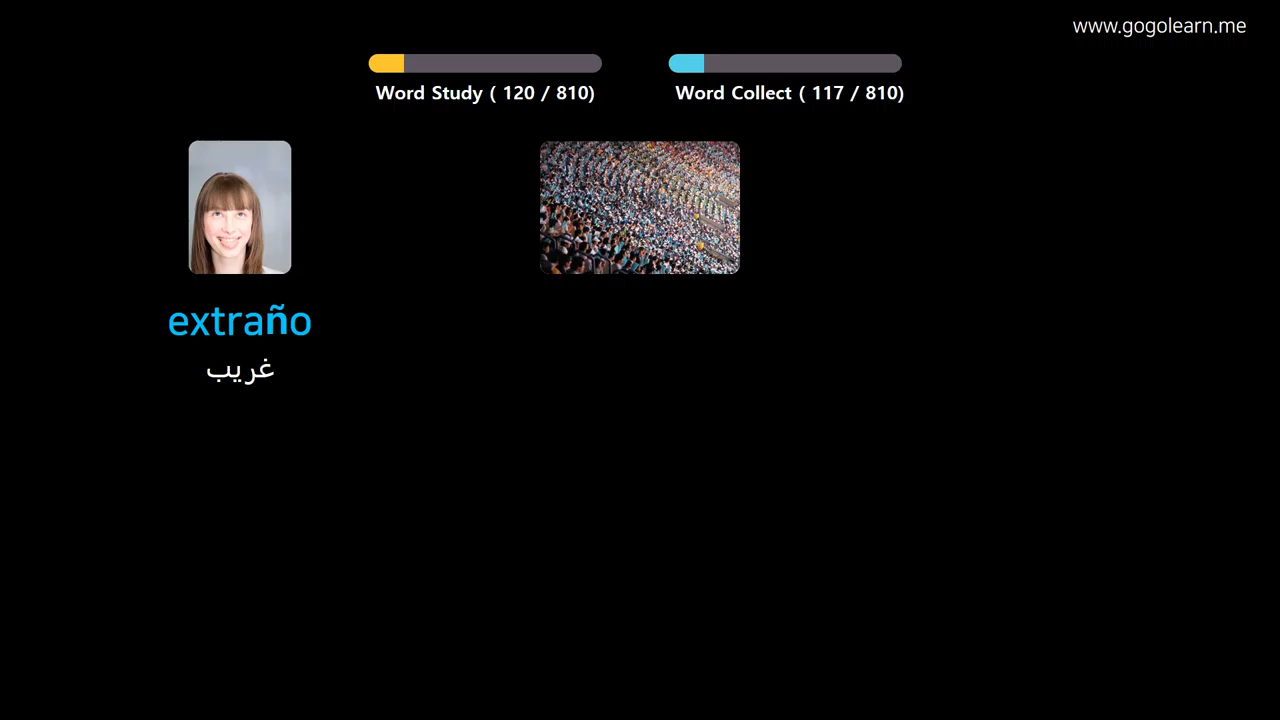 www.gogolearn.me
Word Study ( 120 / 810)
Word Collect ( 117 / 810)
extraño
غريب